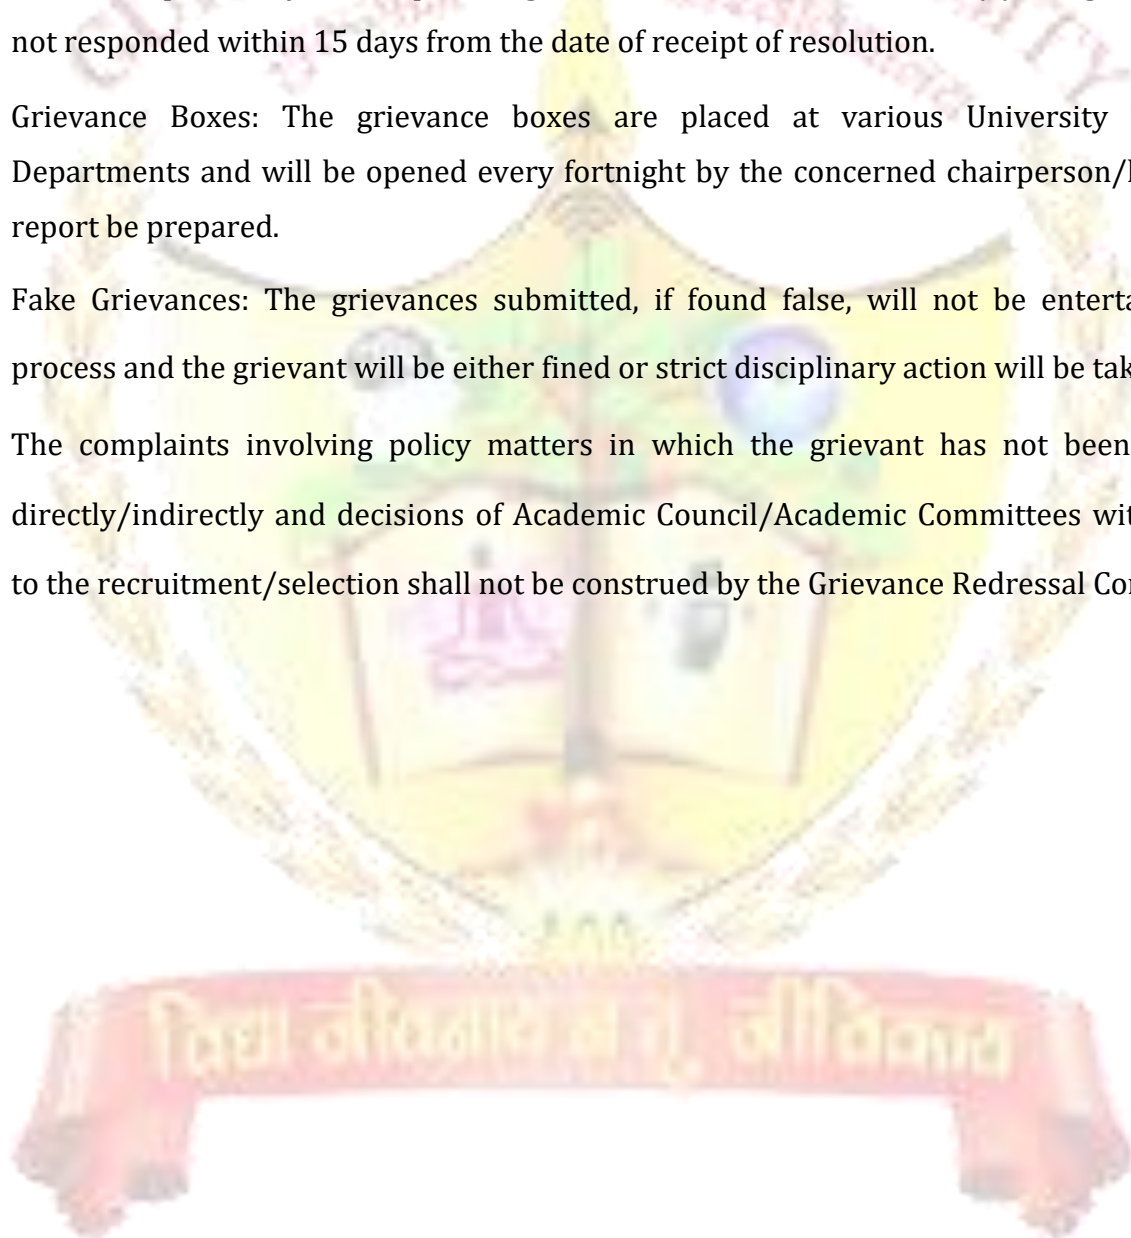 not responded within 15 days from the date of receipt of resolution.
Grievance Boxes: The grievance boxes are placed at various University
Departments and will be opened every fortnight by the concerned chairperson/
report be prepared.
Fake Grievances: The grievances submitted, if found false, will not be enterta
process and the grievant will be either fined or strict disciplinary action will be tak
The complaints involving policy matters in which the grievant has not been
directly/indirectly and decisions of Academic Council/Academic Committees wit
to the recruitment/selection shall not be construed by the Grievance Redressal Co